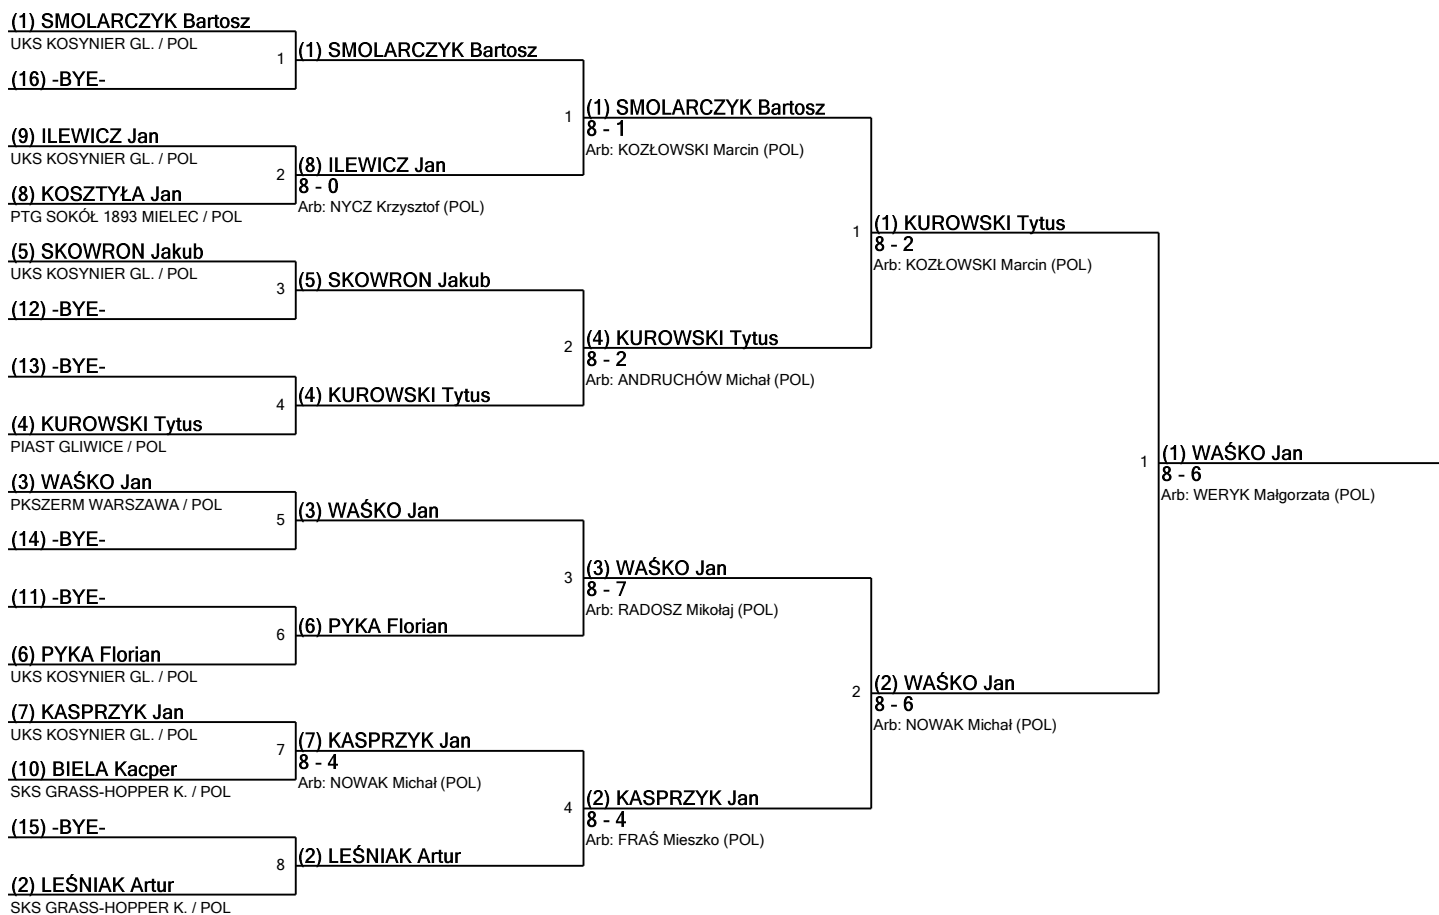 (1) SMOLARCZYK Bartosz
UKS KOSYNIER GL. / POL
1
(16) -BYE-
(9) ILEWICZ Jan
UKS KOSYNIER GL. / POL
2
(8) KOSZTYŁA Jan
PTG SOKÓŁ 1893 MIELEC / POL
(5) SKOWRON Jakub
UKS KOSYNIER GL. / POL
3
(12) -BYE-
(13) -BYE-
4
(4) KUROWSKI Tytus
PIAST GLIWICE / POL
(3) WAŚKO Jan
PKSZERM WARSZAWA / POL
5
(14) -BYE-
(11) -BYE-
6
(6) PYKA Florian
UKS KOSYNIER GL. / POL
(7) KASPRZYK Jan
UKS KOSYNIER GL. / POL
7
(10) BIELA Kacper
SKS GRASS-HOPPER K. / POL
(15) -BYE-
8
(2) LEŚNIAK Artur
SKS GRASS-HOPPER K. / POL
(1) SMOLARCZYK Bartosz
1
(8) ILEWICZ Jan
8 - 0
Arb: NYCZ Krzysztof (POL)
(5) SKOWRON Jakub
2
(4) KUROWSKI Tytus
(3) WAŚKO Jan
3
(6) PYKA Florian
(7) KASPRZYK Jan
8 - 4
Arb: NOWAK Michał (POL)
4
(2) LEŚNIAK Artur
(1) SMOLARCZYK Bartosz
8 - 1
Arb: KOZŁOWSKI Marcin (POL)
1
(4) KUROWSKI Tytus
8 - 2
Arb: ANDRUCHÓW Michał (POL)
(3) WAŚKO Jan
8 - 7
Arb: RADOSZ Mikołaj (POL)
2
(2) KASPRZYK Jan
8 - 4
Arb: FRAŚ Mieszko (POL)
(1) KUROWSKI Tytus
8 - 2
Arb: KOZŁOWSKI Marcin (POL)
1
(2) WAŚKO Jan
8 - 6
Arb: NOWAK Michał (POL)
(1) WAŚKO Jan
8 - 6
Arb: WERYK Małgorzata (POL)